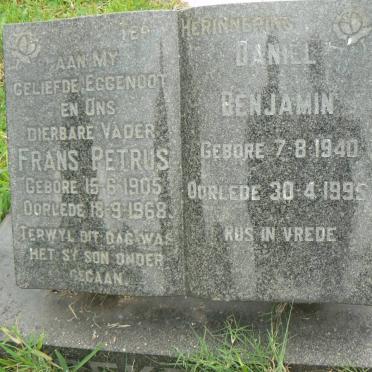 TER HERINNERING
AAN MY
GELIEFDE EGGENOOT
EN ONS
DIERBARE VADER
FRANS PETRUS
GEBORE 15·6·1905
OORLEDE 18·9·1968
TERWYL DIT DAG WAS
HET SY SON ONDER
GEGAAN.
DANIEL
BENJAMIN
GEBORE 7·8·1940
OORLEDE 30·4·1995
RUS IN VREDE